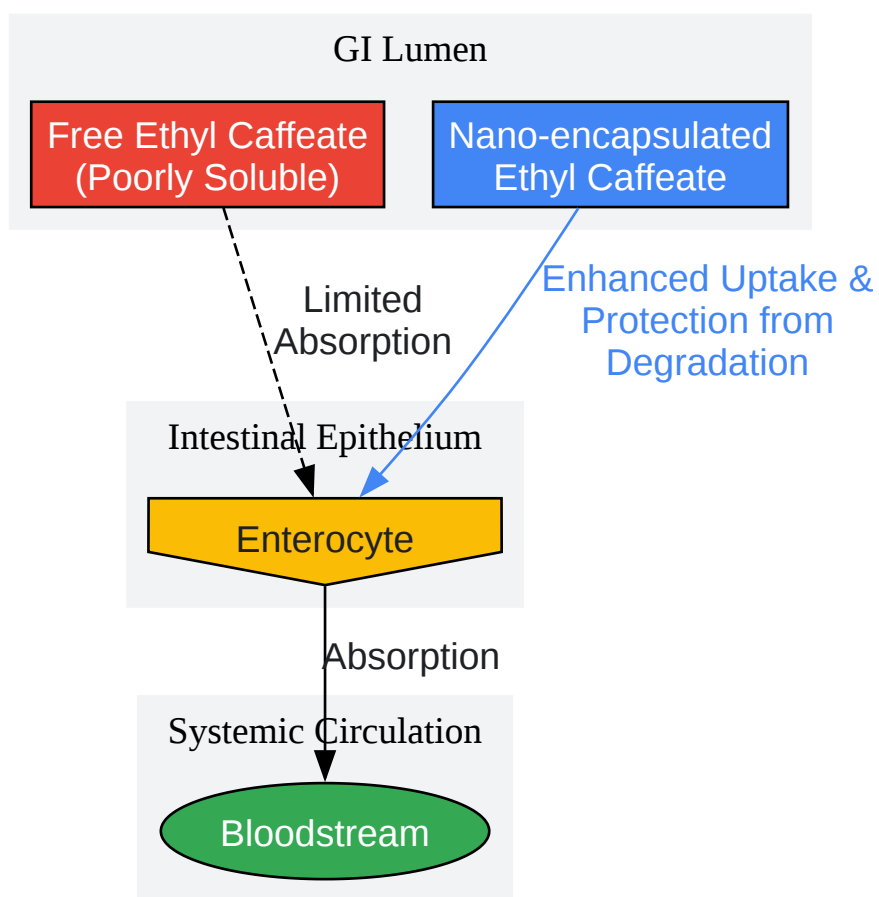 GI Lumen
Free Ethyl Caffeate
(Poorly Soluble)
Nano-encapsulated
Ethyl Caffeate
Limited
Absorption
Enhanced Uptake &
Protection from
Degradation
Intestinal Epithelium
Enterocyte
Absorption
Systemic Circulation
Bloodstream